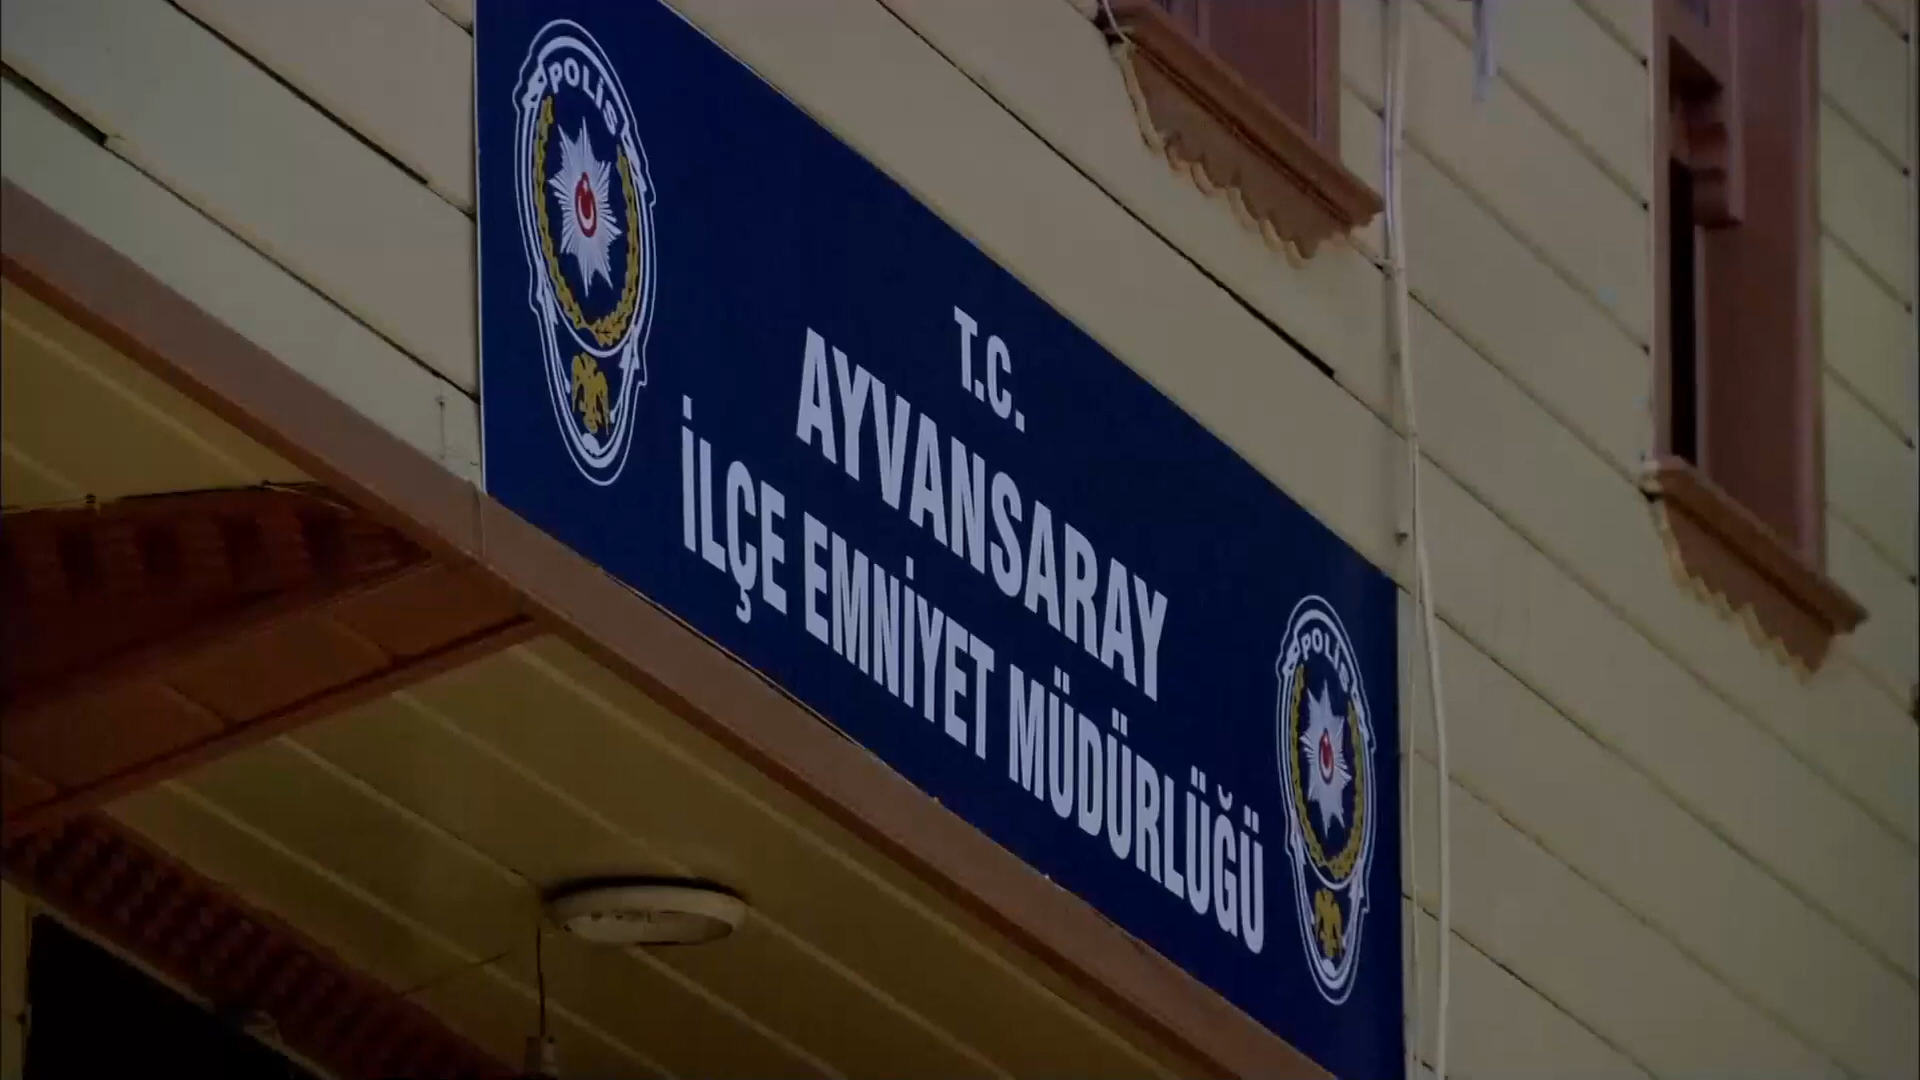 POLİS
T.C.
AYVANSARAY
İLÇE EMNİYET MÜDÜRLÜĞÜ
POLİS